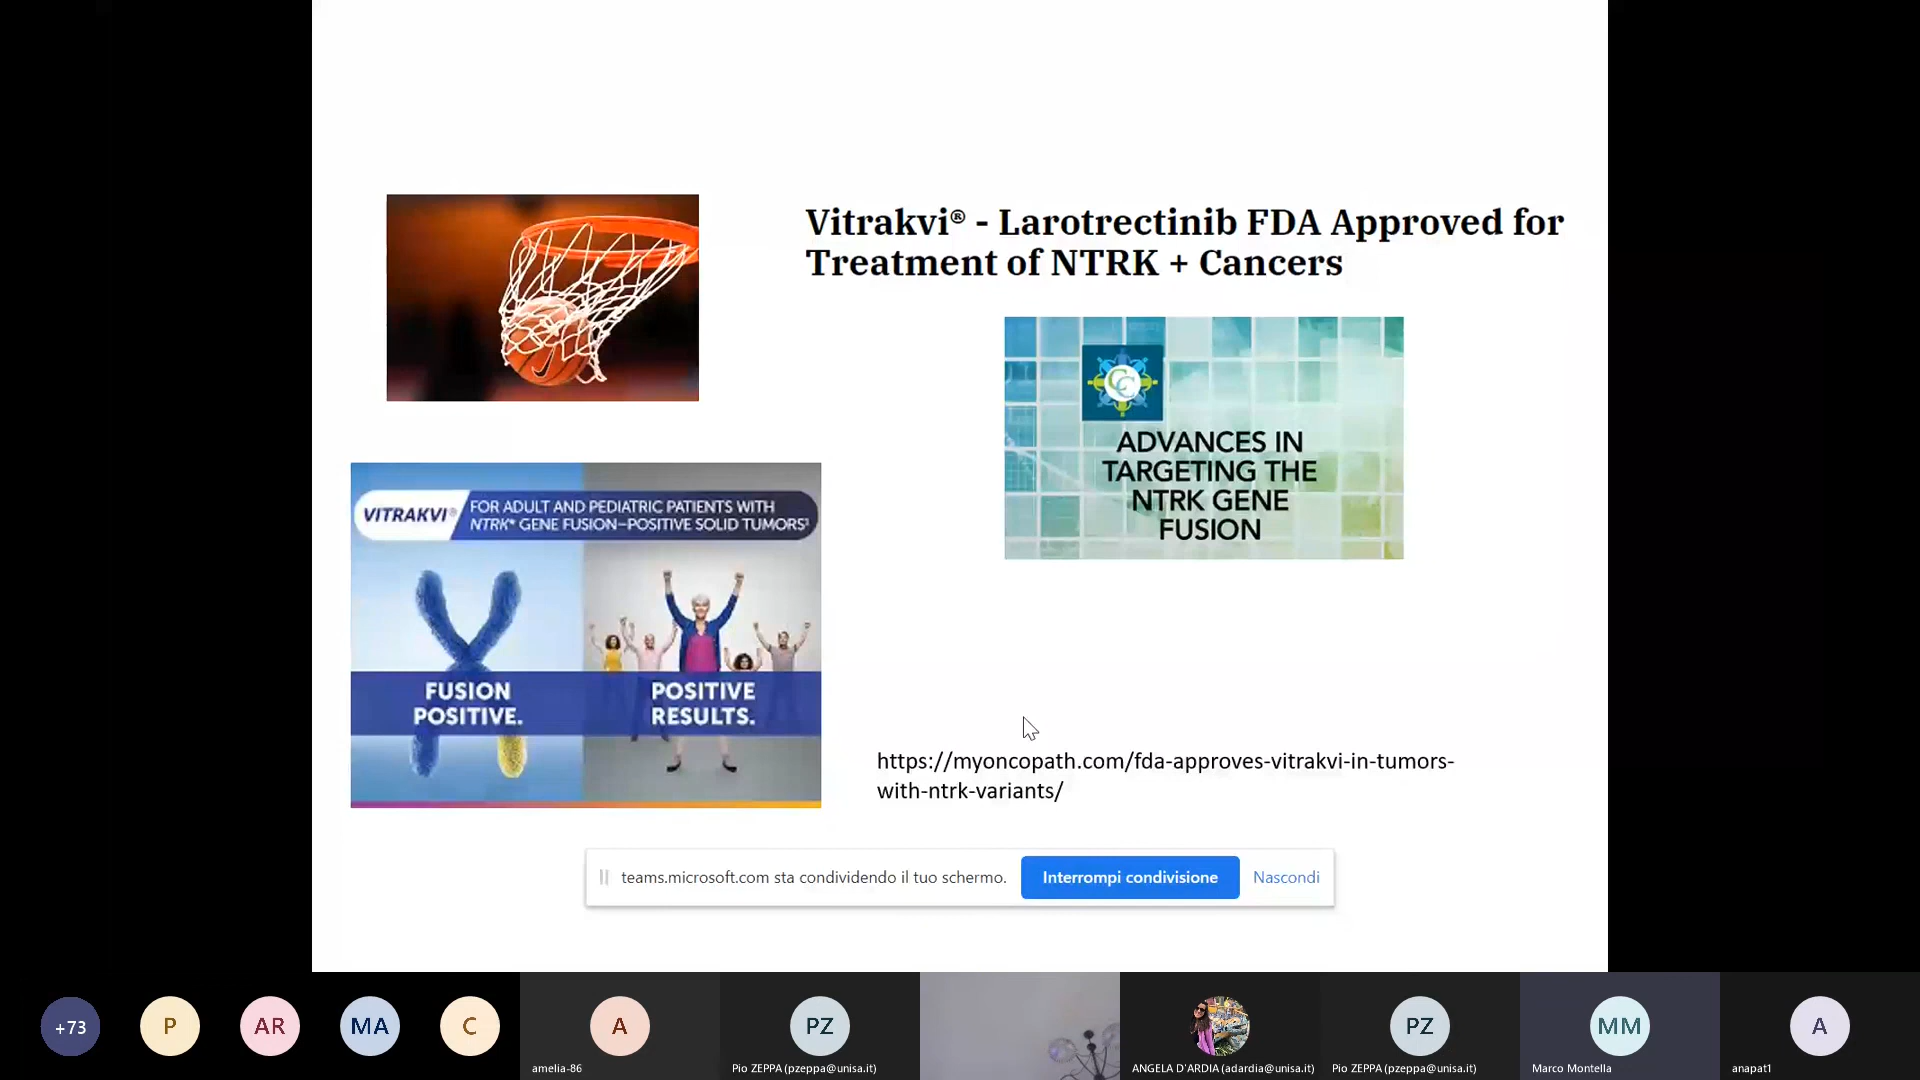 Vitrakvi® - Larotrectinib FDA Approved for
Treatment of NTRK + Cancers
ADVANCES IN
TARGETING THE
NTRK GENE
FUSION
VITRAKVI®
FOR ADULT AND PEDIATRIC PATIENTS WITH
NTRK* GENE FUSION–POSITIVE SOLID TUMORS¹
FUSION
POSITIVE.
POSITIVE
RESULTS.
https://myoncopath.com/fda-approves-vitrakvi-in-tumors-
with-ntrk-variants/
teams.microsoft.com sta condividendo il tuo schermo.
Interrompi condivisione
Nascondi
+73
P
AR
MA
C
A
PZ
PZ
MM
A
amelia-86
Pio ZEPPA (pzeppa@unisa.it)
ANGELA D'ARDIA (adardia@unisa.it)
Pio ZEPPA (pzeppa@unisa.it)
Marco Montella
anapat1